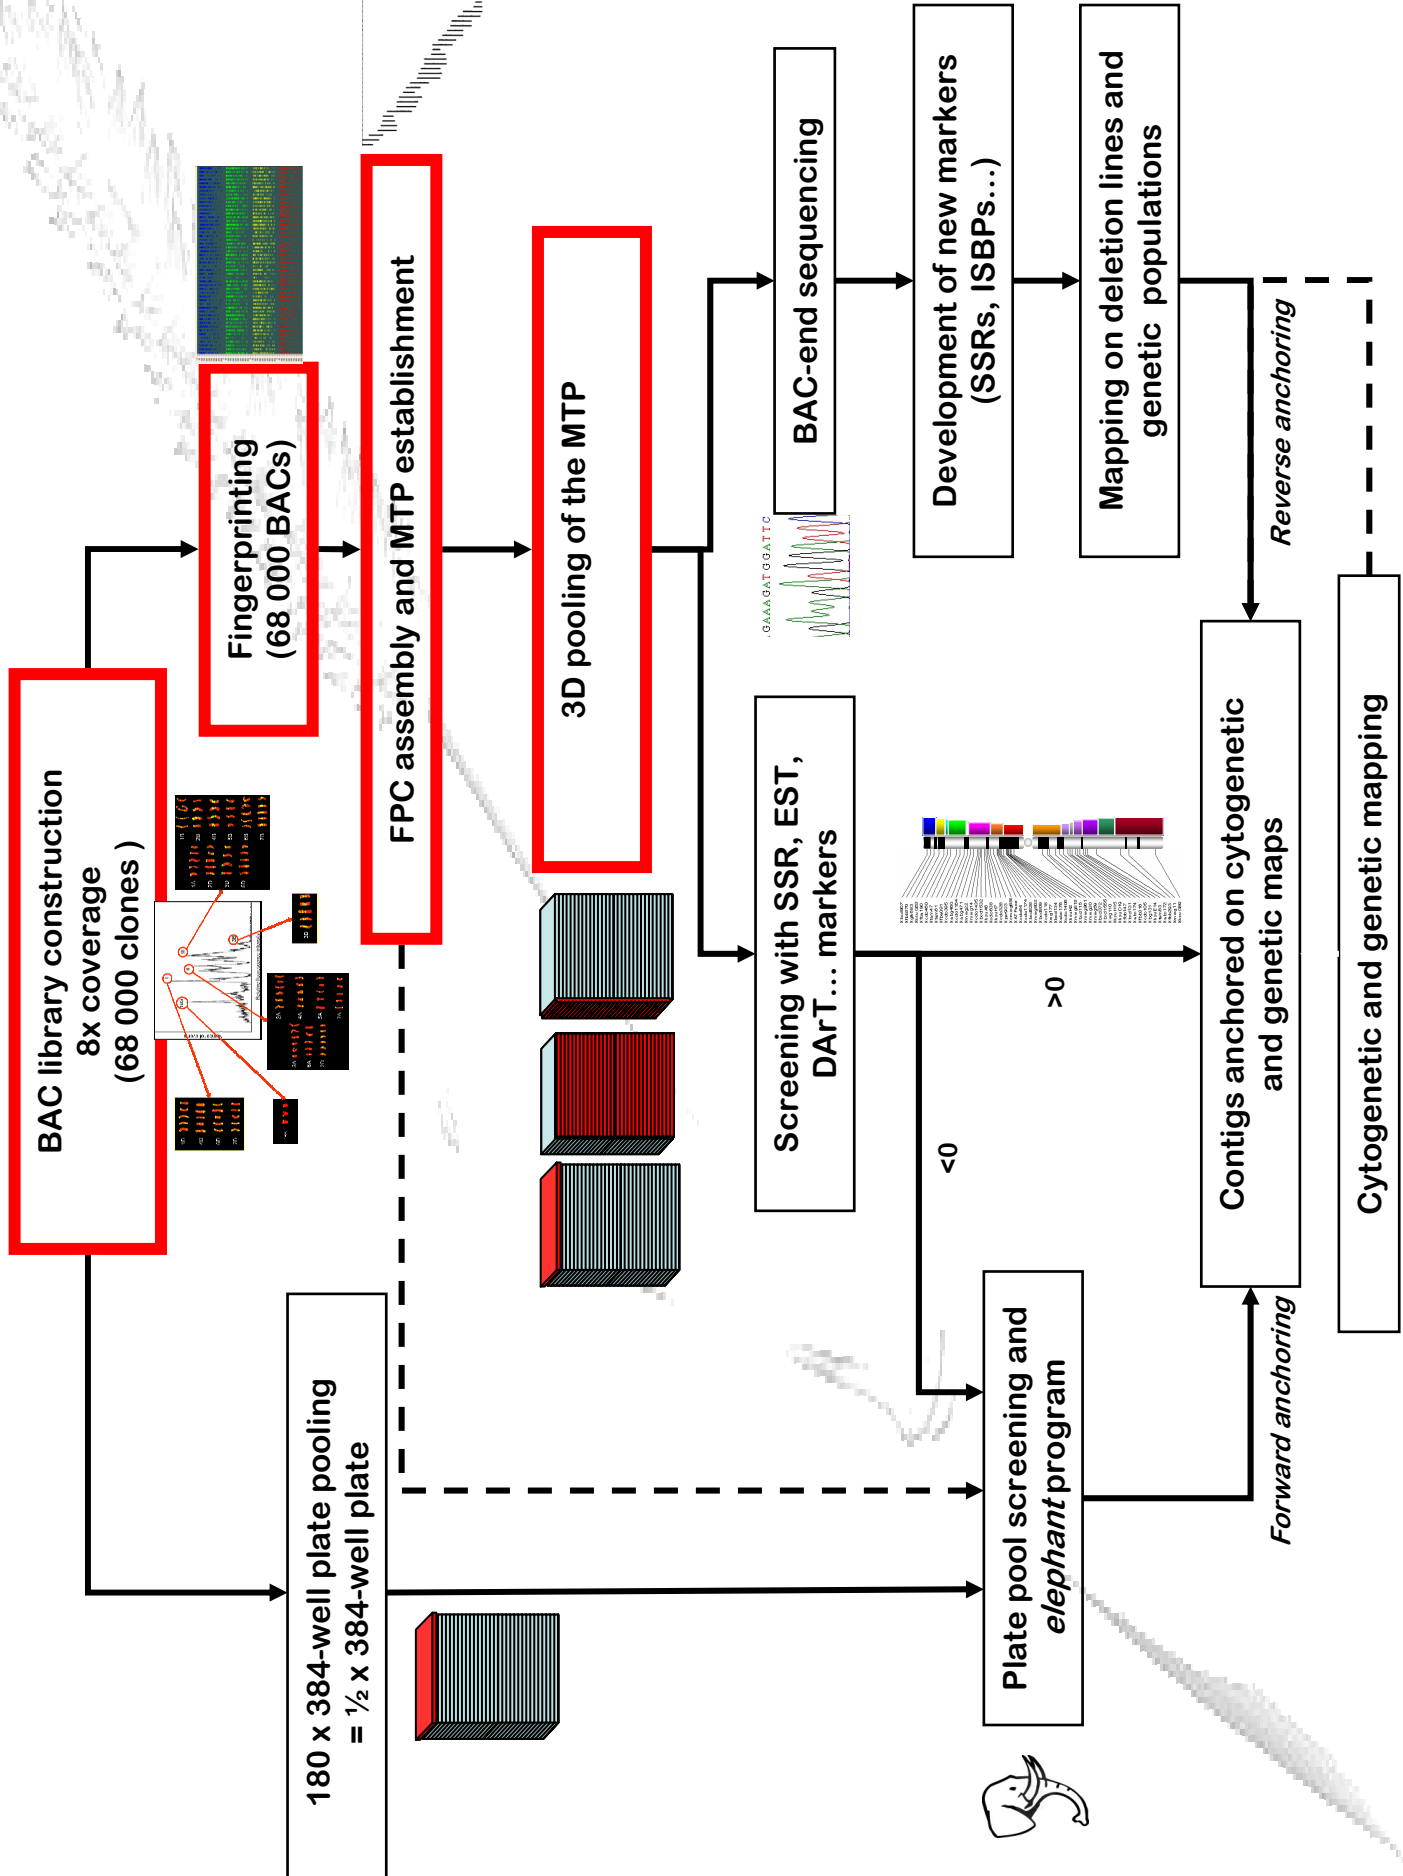 BAC library construction
8x coverage
(68 000 clones )
Fingerprinting
(68 000 BACs)
180 x 384-well plate pooling
= ½ x 384-well plate
FPC assembly and MTP establishment
3D pooling of the MTP
Screening with SSR, EST,
DArT… markers
BAC-end sequencing
GAAAGATGGATTC
Development of new markers
(SSRs, ISBPs…)
Mapping on deletion lines and
genetic populations
<0
>0
Plate pool screening and
elephant program
Forward anchoring
Reverse anchoring
Contigs anchored on cytogenetic
and genetic maps
Cytogenetic and genetic mapping